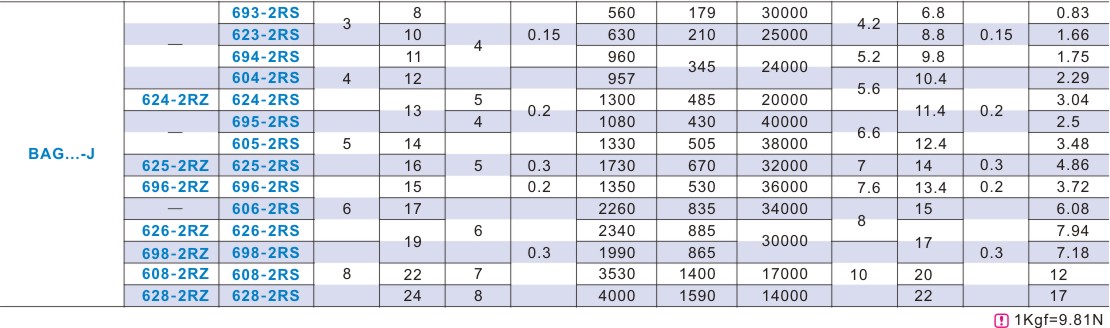 693-2RS 8 560 179 30000 6.8 0.83
3 4.2
— 623-2RS 10 0.15 630 210 25000 8.8 0.15 1.66
4
694-2RS 11 960 5.2 9.8 1.75
345 24000
604-2RS 4 12 957 10.4 2.29
5.6
624-2RZ 624-2RS 5 1300 485 20000 3.04
13 0.2 11.4 0.2
695-2RS 4 1080 430 40000 2.5
— 6.6
605-2RS 5 14 1330 505 38000 12.4 3.48
BAG...-J
625-2RZ 625-2RS 16 5 0.3 1730 670 32000 7 14 0.3 4.86
696-2RZ 696-2RS 15 0.2 1350 530 36000 7.6 13.4 0.2 3.72
— 606-2RS 6 17 2260 835 34000 15 6.08
8
626-2RZ 626-2RS 6 2340 885 7.94
19 30000 17
698-2RZ 698-2RS 0.3 1990 865 0.3 7.18
608-2RZ 608-2RS 8 22 7 3530 1400 17000 10 20 12
628-2RZ 628-2RS 24 8 4000 1590 14000 22 17
! 1Kgf=9.81N